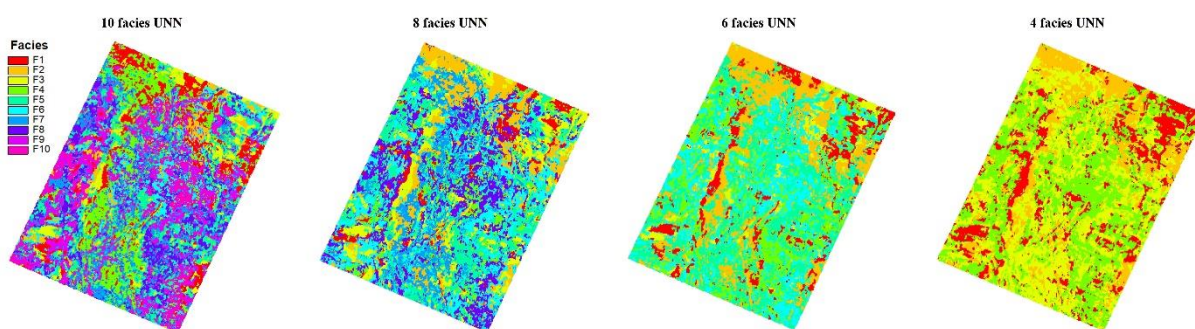 10 facies UNN
8 facies UNN
6 facies UNN
4 facies UNN
Facies
F1
F2
F3
F4
F5
F6
F7
F8
F9
F10